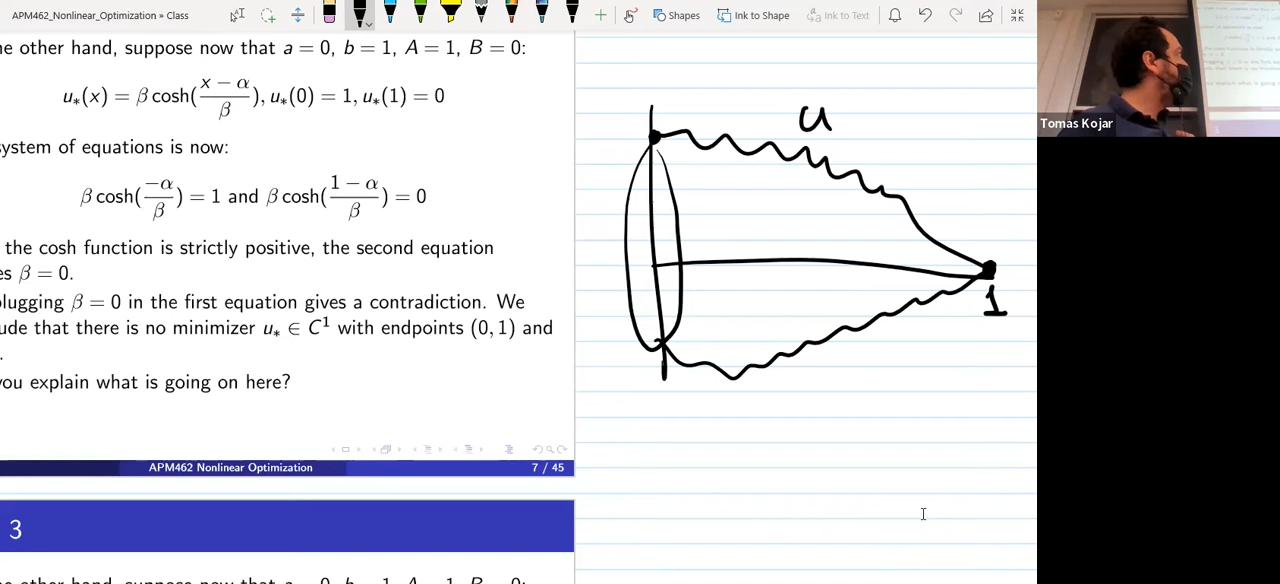 APM462_Nonlinear_Optimization » Class
Shapes
Ink to Shape
Ink to Text
ne other hand, suppose now that a = 0, b = 1, A = 1, B = 0:
u∗(x) = β cosh(x − α / β), u∗(0) = 1, u∗(1) = 0
system of equations is now:
β cosh(−α / β) = 1 and β cosh(1 − α / β) = 0
the cosh function is strictly positive, the second equation
es β = 0.
plugging β = 0 in the first equation gives a contradiction. We
ude that there is no minimizer u∗ ∈ C¹ with endpoints (0, 1) and
.
you explain what is going on here?
APM462 Nonlinear Optimization
7 / 45
3
u
1
Tomas Kojar